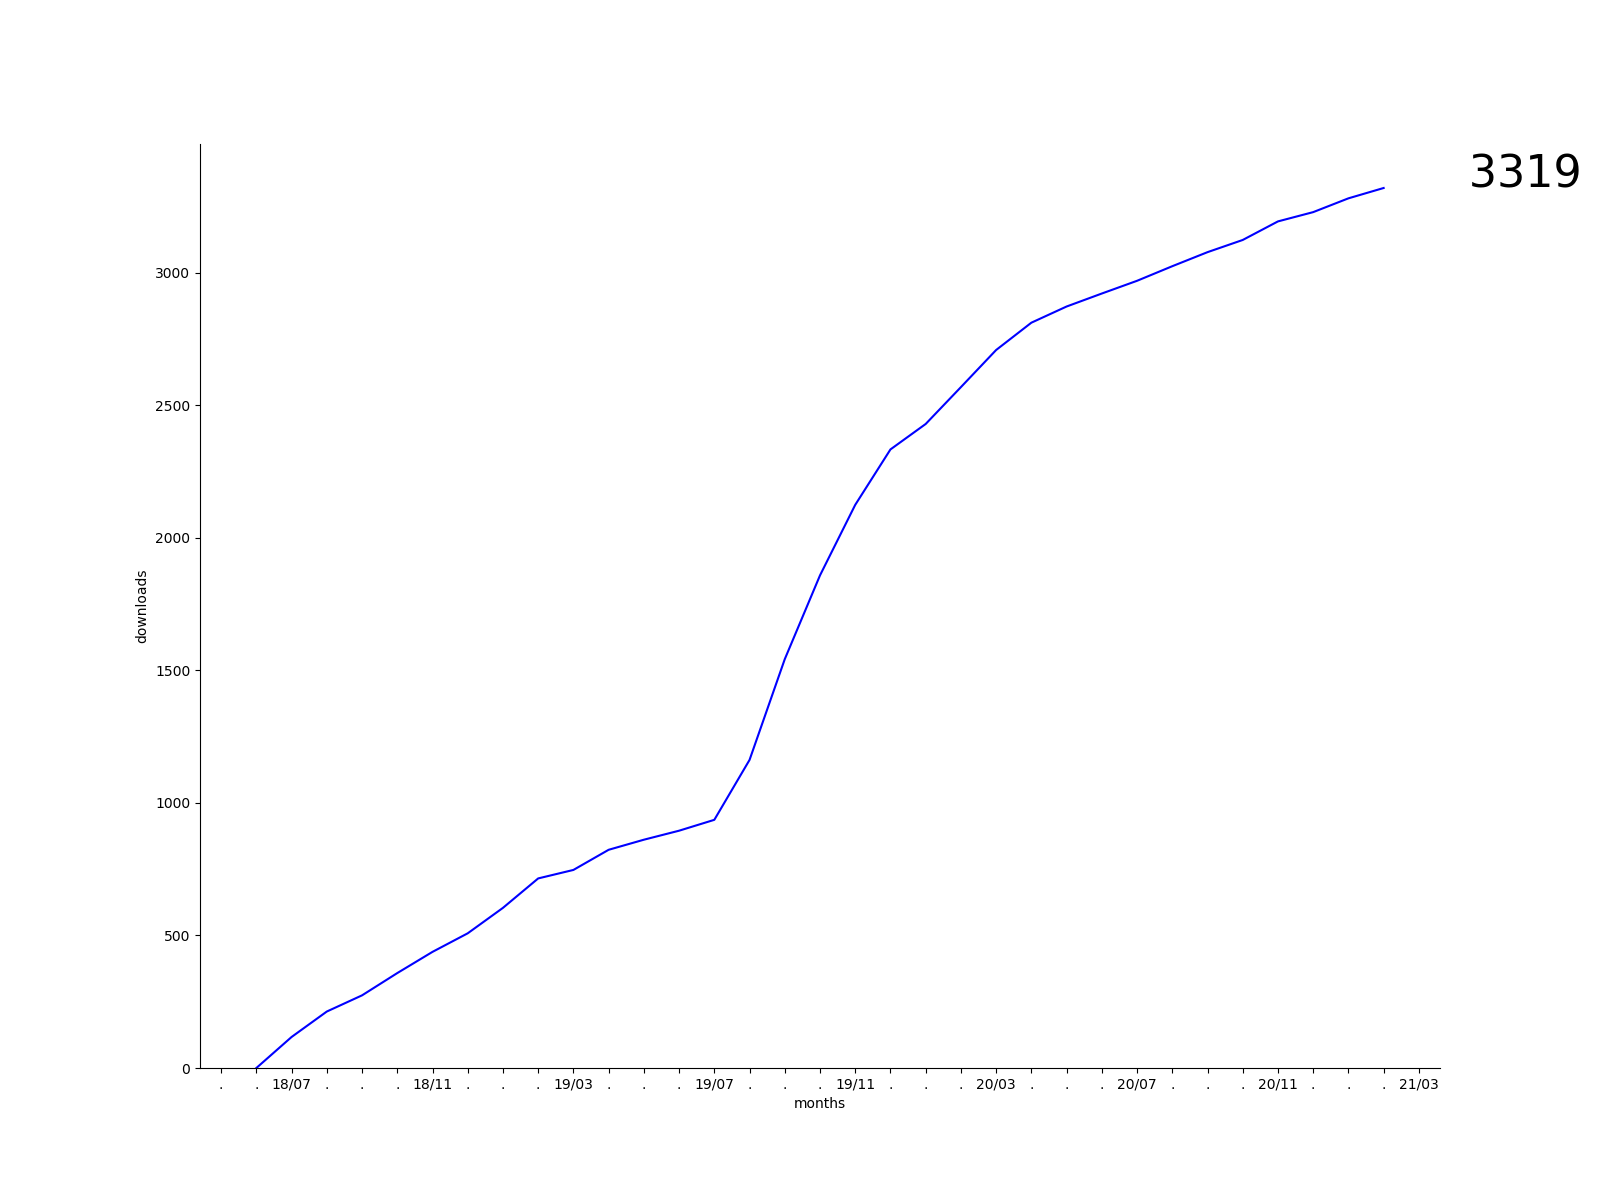 3319
3000
2500
2000
1500
1000
500
0
downloads
. . 18/07 . . . 18/11 . . . 19/03 . . . 19/07 . . . 19/11 . . . 20/03 . . . 20/07 . . . 20/11 . . . 21/03
months